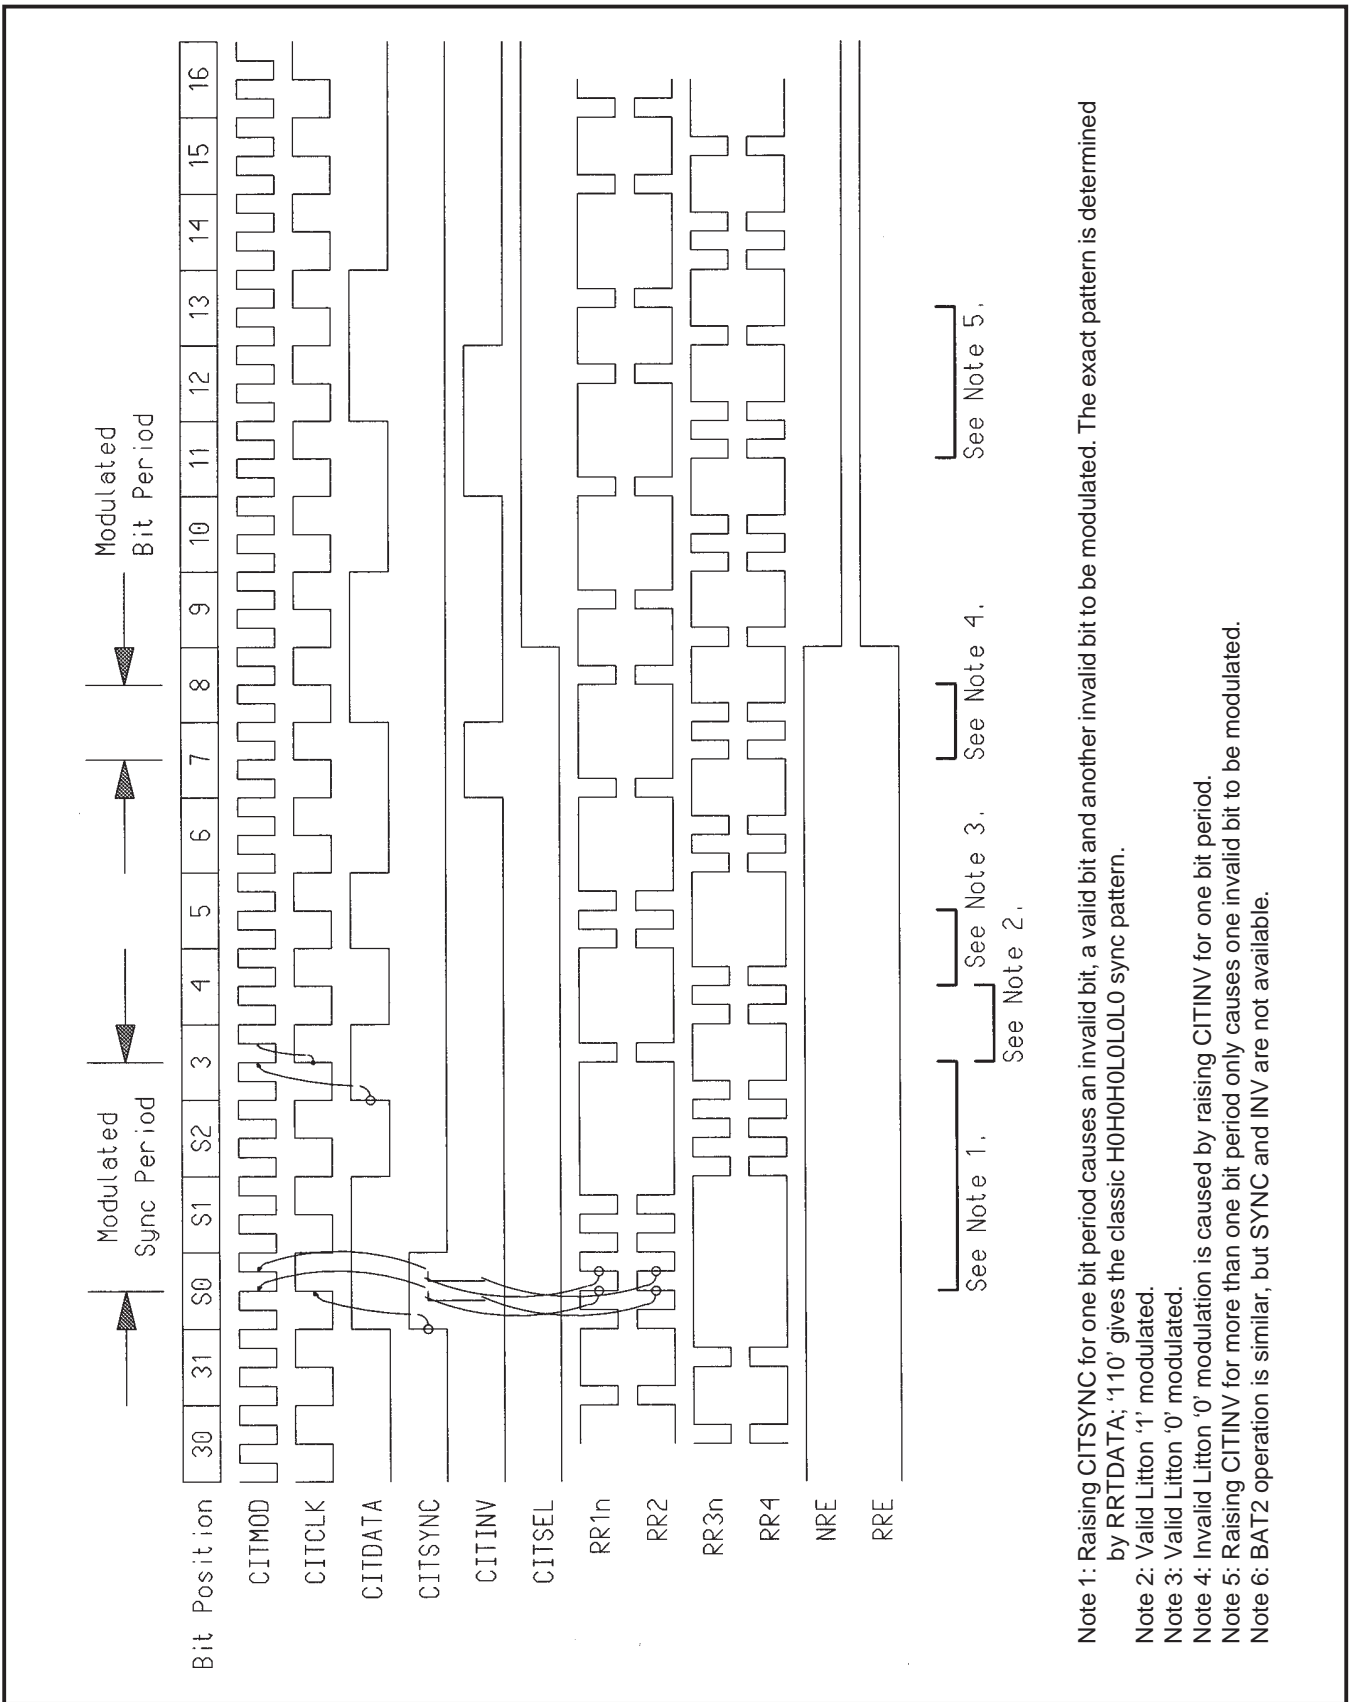 Modulated
Sync Period
Modulated
Bit Period
Bit Position 30 31 S0 S1 S2 3 4 5 6 7 8 9 10 11 12 13 14 15 16
CITMOD
CITCLK
CITDATA
CITSYNC
CITINV
CITSEL
RR1n
RR2
RR3n
RR4
NRE
RRE
See Note 1.
See Note 2.
See Note 3.
See Note 4.
See Note 5.
Note 1: Raising CITSYNC for one bit period causes an invalid bit, a valid bit and another invalid bit to be modulated. The exact pattern is determined
by RRTDATA; ‘110’ gives the classic H0H0H0L0L0L0 sync pattern.
Note 2: Valid Litton ‘1’ modulated.
Note 3: Valid Litton ‘0’ modulated.
Note 4: Invalid Litton ‘0’ modulation is caused by raising CITINV for one bit period.
Note 5: Raising CITINV for more than one bit period only causes one invalid bit to be modulated.
Note 6: BAT2 operation is similar, but SYNC and INV are not available.